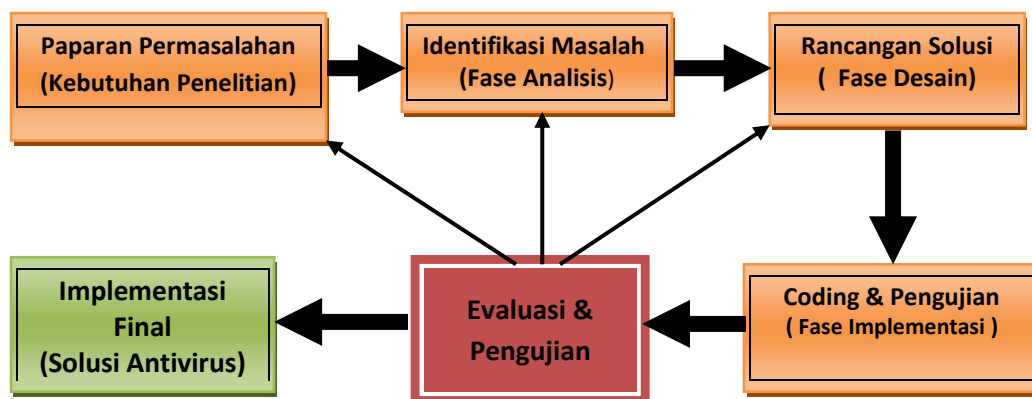 Paparan Permasalahan
(Kebutuhan Penelitian)
Identifikasi Masalah
(Fase Analisis)
Rancangan Solusi
( Fase Desain)
Implementasi
Final
(Solusi Antivirus)
Evaluasi &
Pengujian
Coding & Pengujian
( Fase Implementasi )